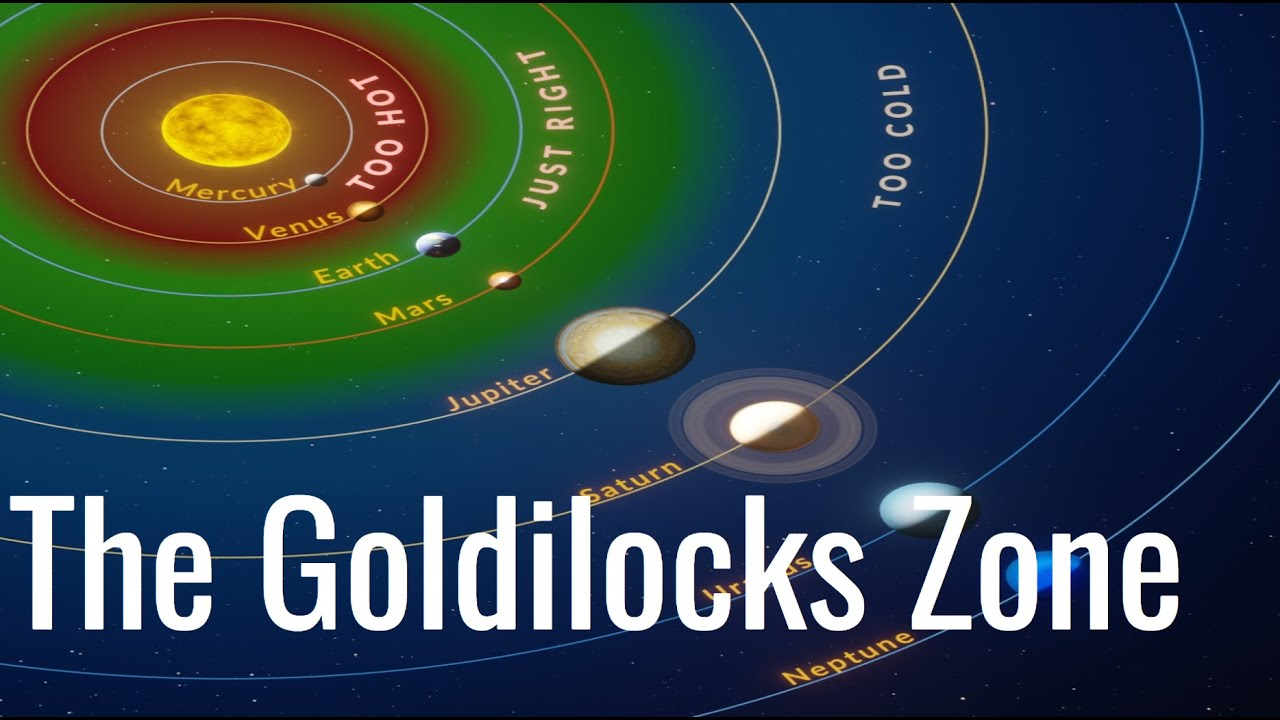 TOO HOT
JUST RIGHT
TOO COLD
Mercury
Venus
Earth
Mars
Jupiter
Saturn
The Goldilocks Zone
Neptune